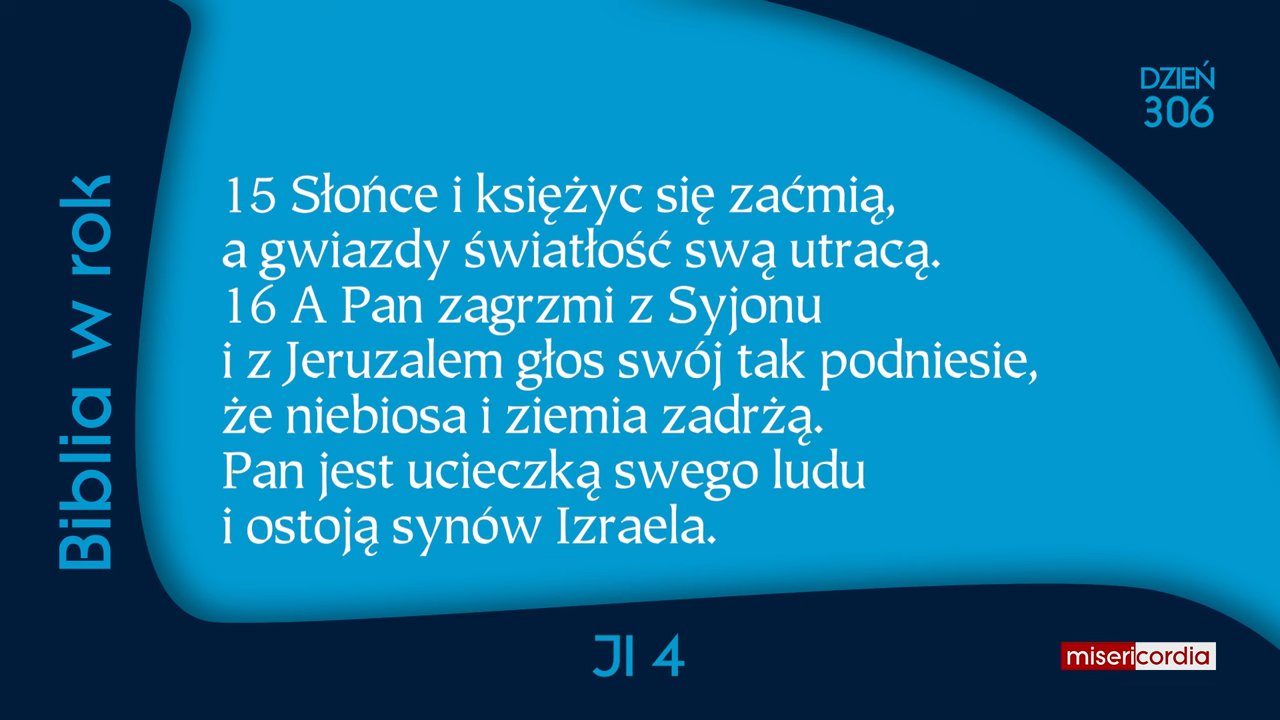 Biblia w rok
DZIEŃ
306
15 Słońce i księżyc się zaćmią,
a gwiazdy światłość swą utracą.
16 A Pan zagrzmi z Syjonu
i z Jeruzalem głos swój tak podniesie,
że niebiosa i ziemia zadrżą.
Pan jest ucieczką swego ludu
i ostoją synów Izraela.
Jl 4
misericordia